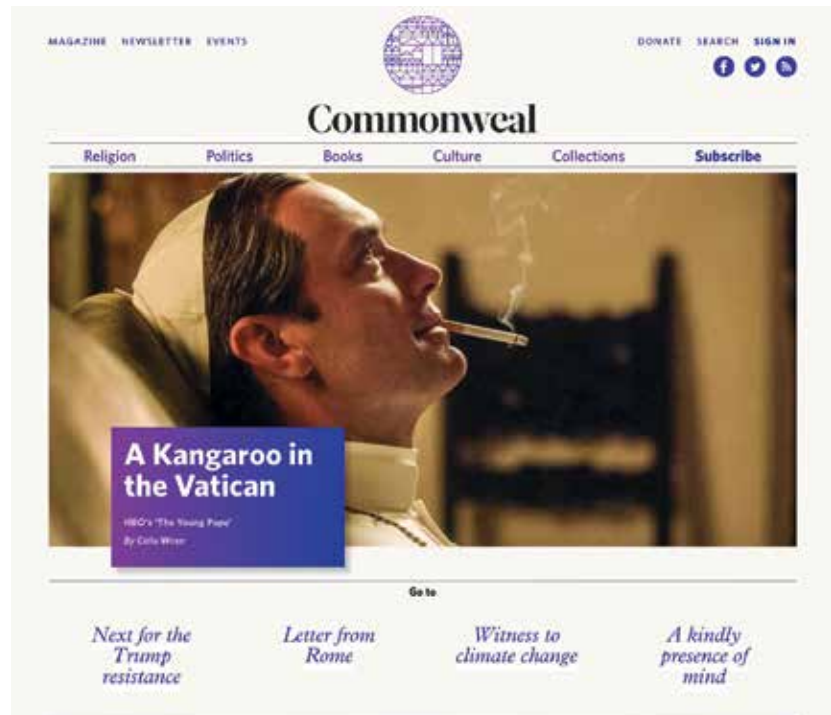 MAGAZINE NEWSLETTER EVENTS
DONATE SEARCH SIGN IN
Commonweal
Religion Politics Books Culture Collections Subscribe
A Kangaroo in
the Vatican
HBO's 'The Young Pope'
By Celia Wren
Go to
Next for the
Trump
resistance
Letter from
Rome
Witness to
climate change
A kindly
presence of
mind